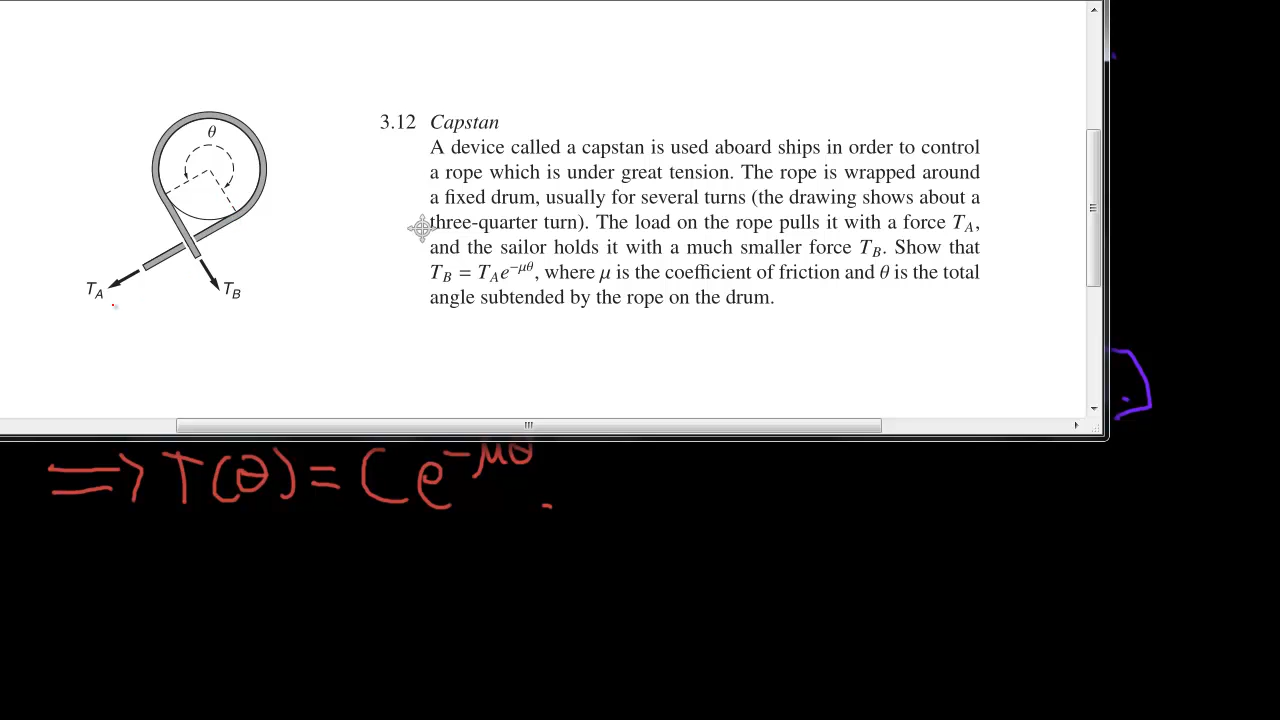 θ
T_A
T_B
3.12 Capstan
A device called a capstan is used aboard ships in order to control
a rope which is under great tension. The rope is wrapped around
a fixed drum, usually for several turns (the drawing shows about a
three-quarter turn). The load on the rope pulls it with a force T_A,
and the sailor holds it with a much smaller force T_B. Show that
T_B = T_A e^{−μθ}, where μ is the coefficient of friction and θ is the total
angle subtended by the rope on the drum.
⟹ T(θ) = C e^{-μθ}.